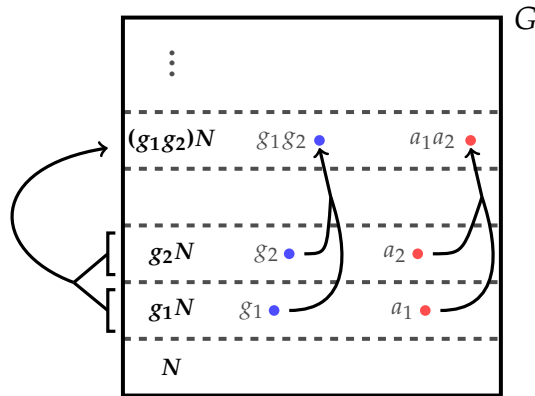 G
⋮
(g₁g₂)N g₁g₂ a₁a₂
g₂N g₂ a₂
g₁N g₁ a₁
N